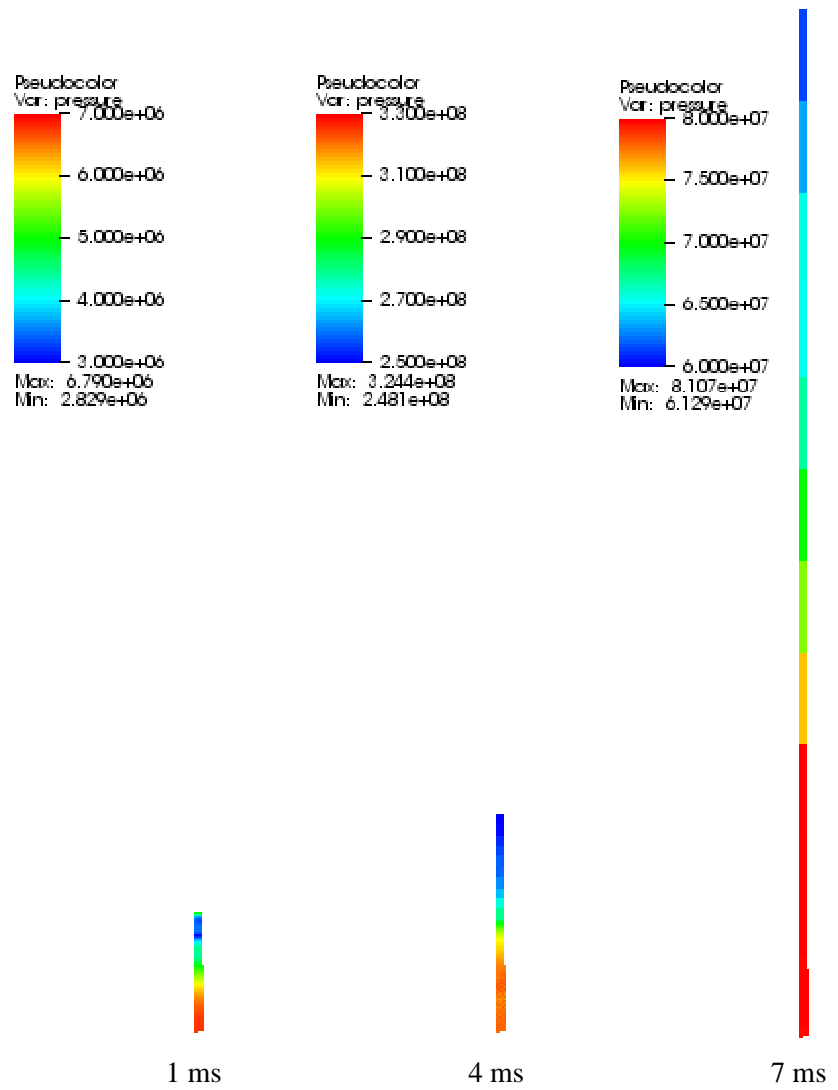 Pseudocolor
Var: pressure
7.000e+06
6.000e+06
5.000e+06
4.000e+06
3.000e+06
Max: 6.790e+06
Min: 2.829e+06
Pseudocolor
Var: pressure
3.300e+08
3.100e+08
2.900e+08
2.700e+08
2.500e+08
Max: 3.244e+08
Min: 2.481e+08
Pseudocolor
Var: pressure
8.000e+07
7.500e+07
7.000e+07
6.500e+07
6.000e+07
Max: 8.107e+07
Min: 6.129e+07
1 ms
4 ms
7 ms